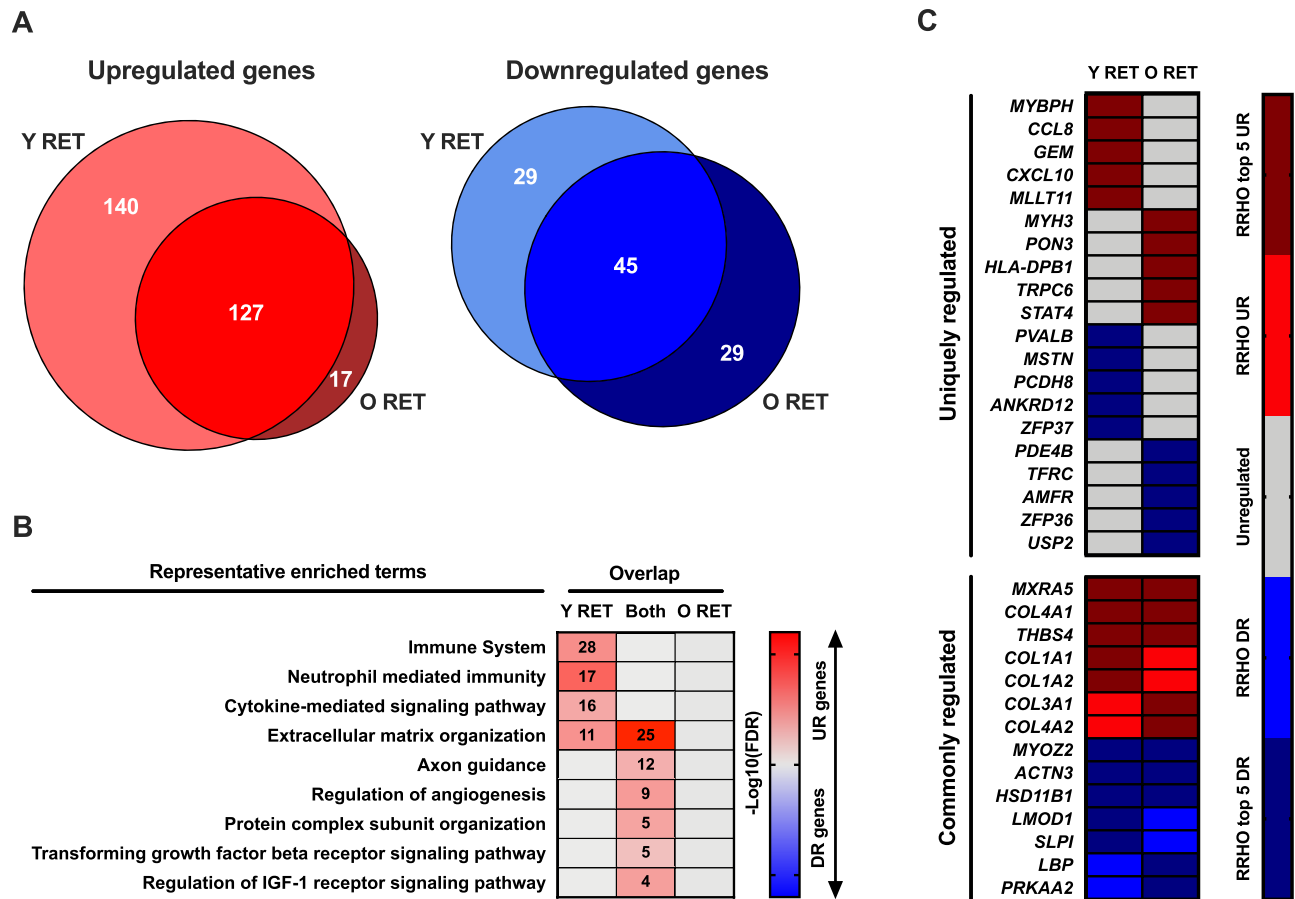 A
Upregulated genes
Y RET
140
127
17
O RET
Downregulated genes
Y RET
29
45
29
O RET
B
Representative enriched terms
Overlap
Y RET Both O RET
Immune System 28
Neutrophil mediated immunity 17
Cytokine-mediated signaling pathway 16
Extracellular matrix organization 11 25
Axon guidance 12
Regulation of angiogenesis 9
Protein complex subunit organization 5
Transforming growth factor beta receptor signaling pathway 5
Regulation of IGF-1 receptor signaling pathway 4
-Log10(FDR)
UR genes
DR genes
C
Y RET O RET
Uniquely regulated
MYBPH
CCL8
GEM
CXCL10
MLLT11
MYH3
PON3
HLA-DPB1
TRPC6
STAT4
PVALB
MSTN
PCDH8
ANKRD12
ZFP37
PDE4B
TFRC
AMFR
ZFP36
USP2
Commonly regulated
MXRA5
COL4A1
THBS4
COL1A1
COL1A2
COL3A1
COL4A2
MYOZ2
ACTN3
HSD11B1
LMOD1
SLPI
LBP
PRKAA2
RRHO top 5 UR
RRHO UR
Unregulated
RRHO DR
RRHO top 5 DR